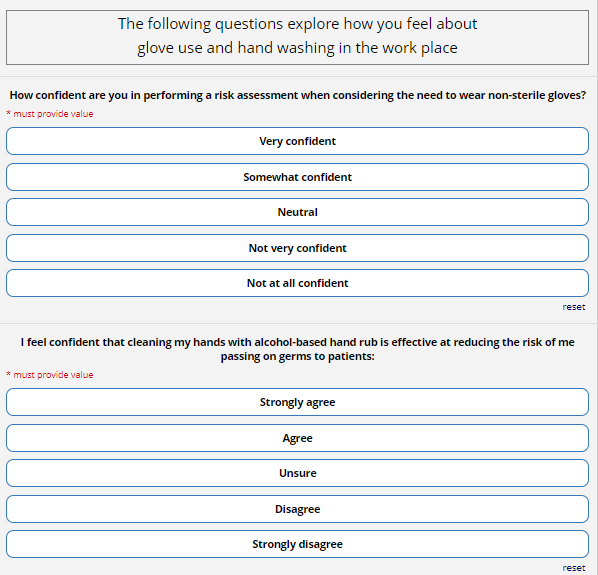 The following questions explore how you feel about
glove use and hand washing in the work place
How confident are you in performing a risk assessment when considering the need to wear non-sterile gloves?
* must provide value
Very confident
Somewhat confident
Neutral
Not very confident
Not at all confident
reset
I feel confident that cleaning my hands with alcohol-based hand rub is effective at reducing the risk of me
passing on germs to patients:
* must provide value
Strongly agree
Agree
Unsure
Disagree
Strongly disagree
reset